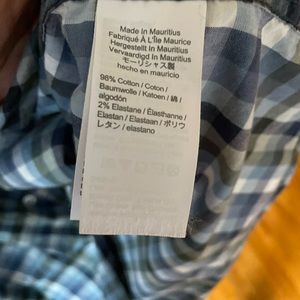 Made In Mauritius
Fabriqué À L'île Maurice
Hergestellt in Mauritius
Vervaardigd In Mauritius
モーリシャス製
hecho en mauricio
98% Cotton / Coton /
Baumwolle / Katoen / 綿 /
algodón
2% Elastane / Élasthanne /
Elastan / Elastaan / ポリウ
レタン / elastano